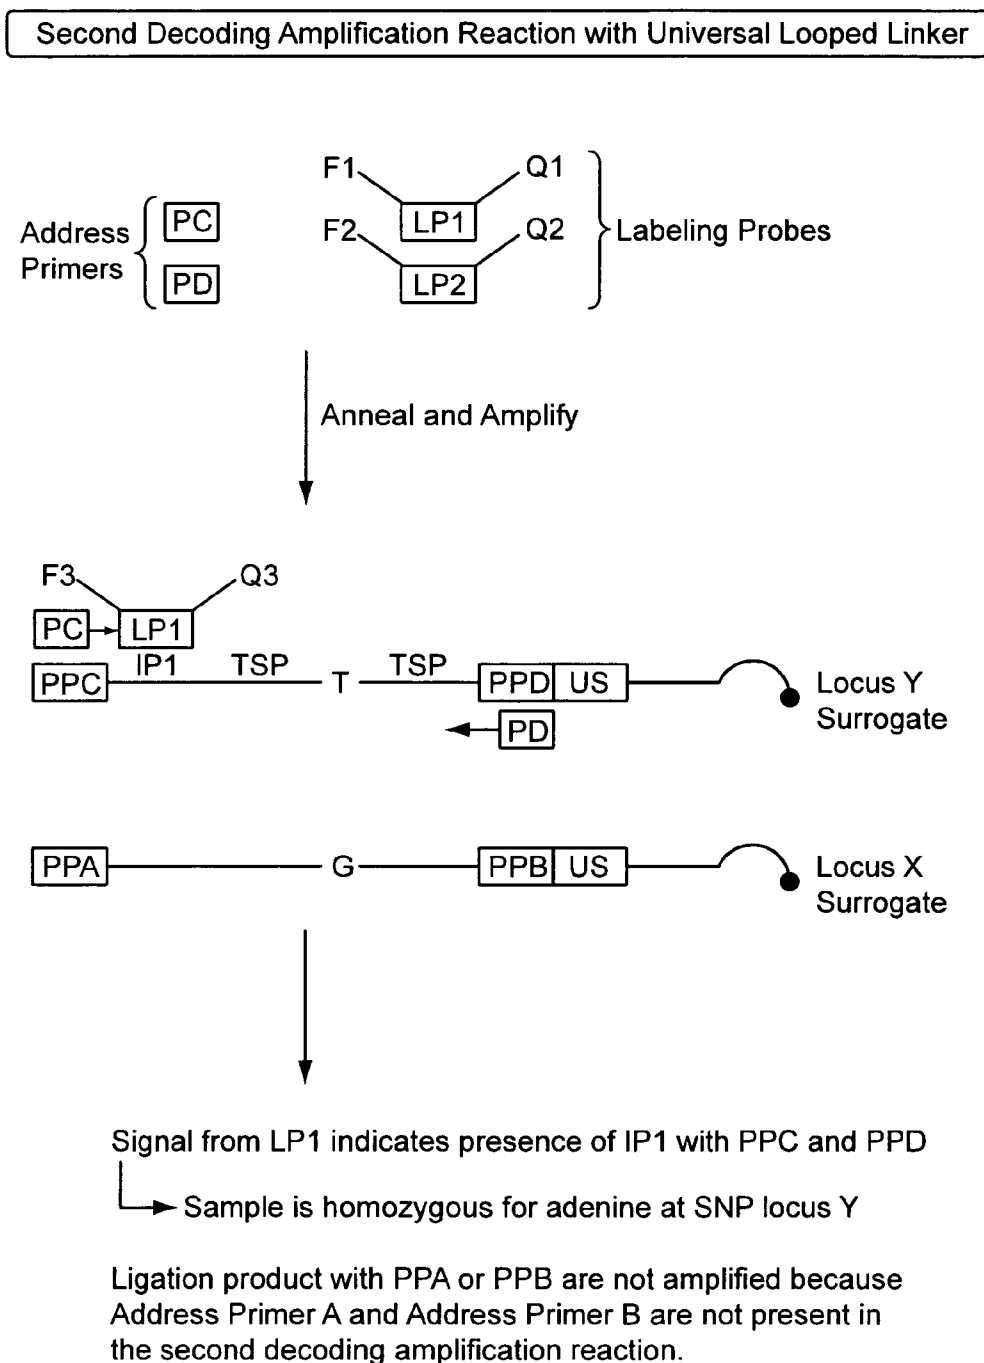 Second Decoding Amplification Reaction with Universal Looped Linker
Address
Primers
PC
PD
F1
Q1
LP1
F2
Q2
LP2
Labeling Probes
Anneal and Amplify
F3
Q3
PC
LP1
PPC
IP1
TSP
T
TSP
PPD
US
Locus Y
Surrogate
PD
PPA
G
PPB
US
Locus X
Surrogate
Signal from LP1 indicates presence of IP1 with PPC and PPD
Sample is homozygous for adenine at SNP locus Y
Ligation product with PPA or PPB are not amplified because
Address Primer A and Address Primer B are not present in
the second decoding amplification reaction.